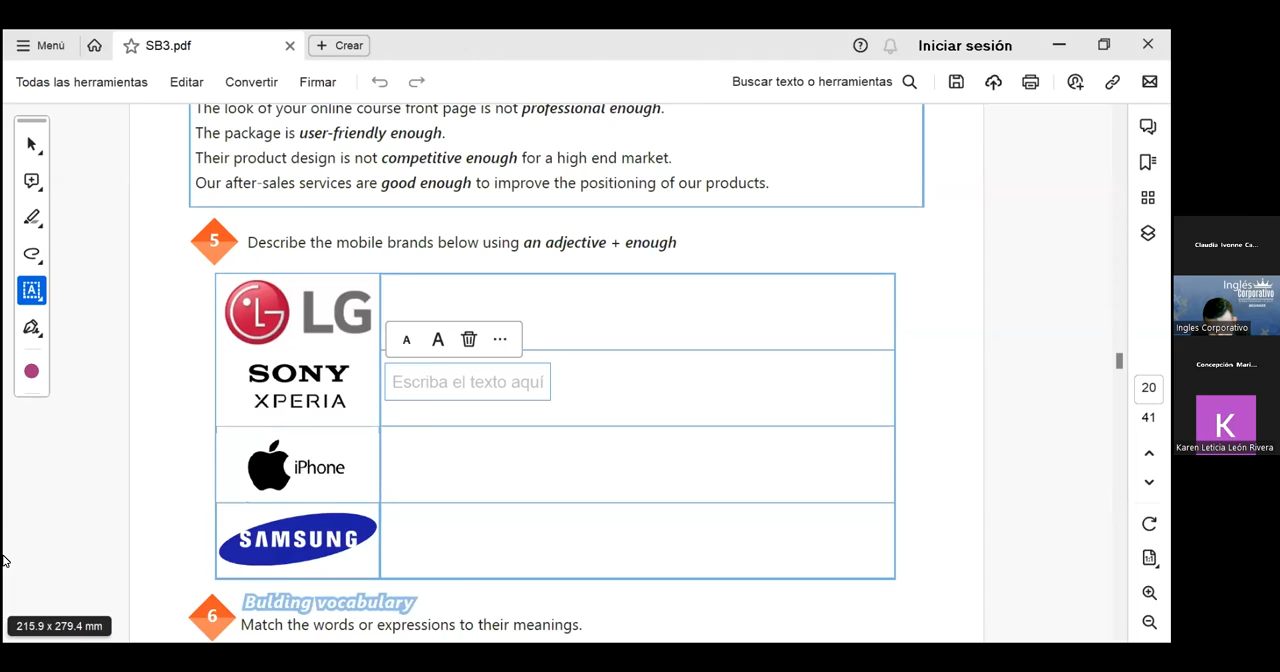 Menú
SB3.pdf
Crear
Iniciar sesión
Todas las herramientas
Editar
Convertir
Firmar
Buscar texto o herramientas
The look of your online course front page is not professional enough.
The package is user-friendly enough.
Their product design is not competitive enough for a high end market.
Our after-sales services are good enough to improve the positioning of our products.
5
Describe the mobile brands below using an adjective + enough
LG
A A
SONY
XPERIA
Escriba el texto aquí
iPhone
SAMSUNG
6
Bulding vocabulary
Match the words or expressions to their meanings.
215.9 x 279.4 mm
20
41
Claudia Ivonne Ca...
Inglés
Corporativo
Ingles Corporativo
Concepción Mari...
K
Karen Leticia León Rivera